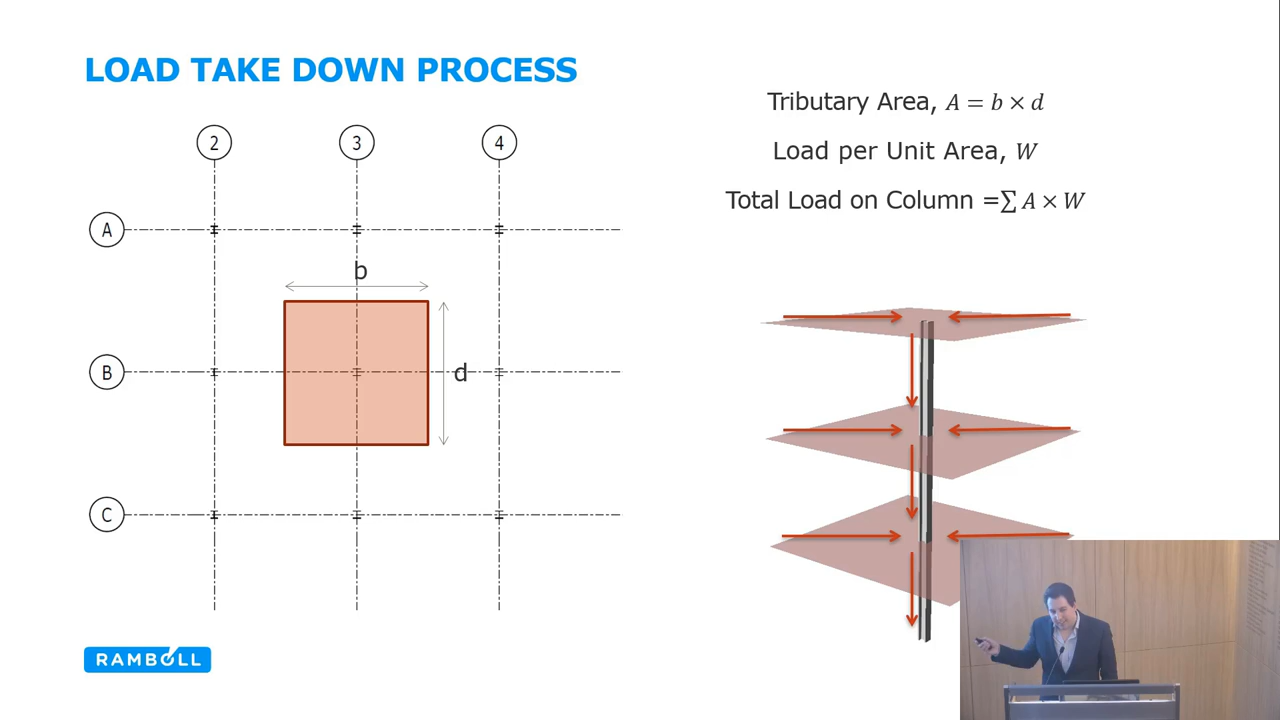 LOAD TAKE DOWN PROCESS
Tributary Area, A = b × d
Load per Unit Area, W
Total Load on Column =∑ A × W
2
3
4
A
b
B
d
C
RAMBOLL